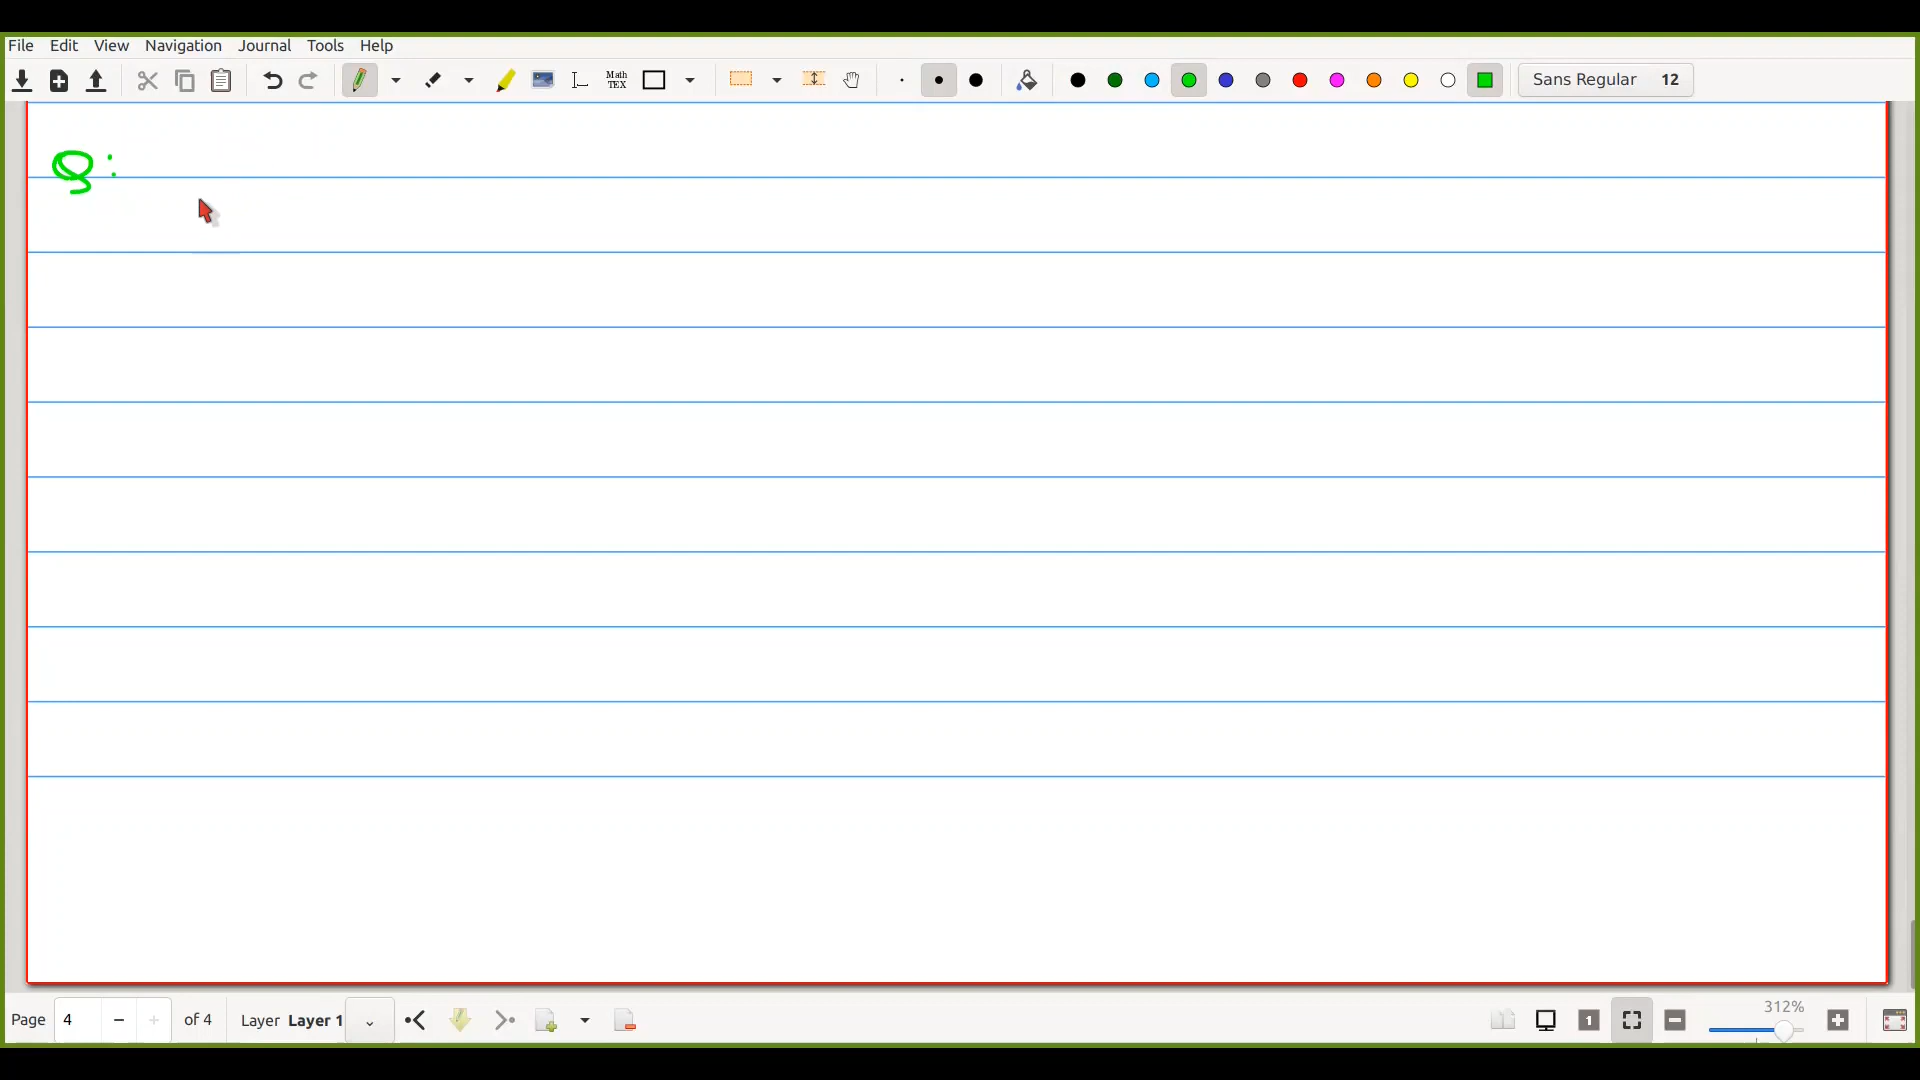 File Edit View Navigation Journal Tools Help
Math TEX Sans Regular 12
Q:
312%
Page 4 of 4 Layer Layer 1 1